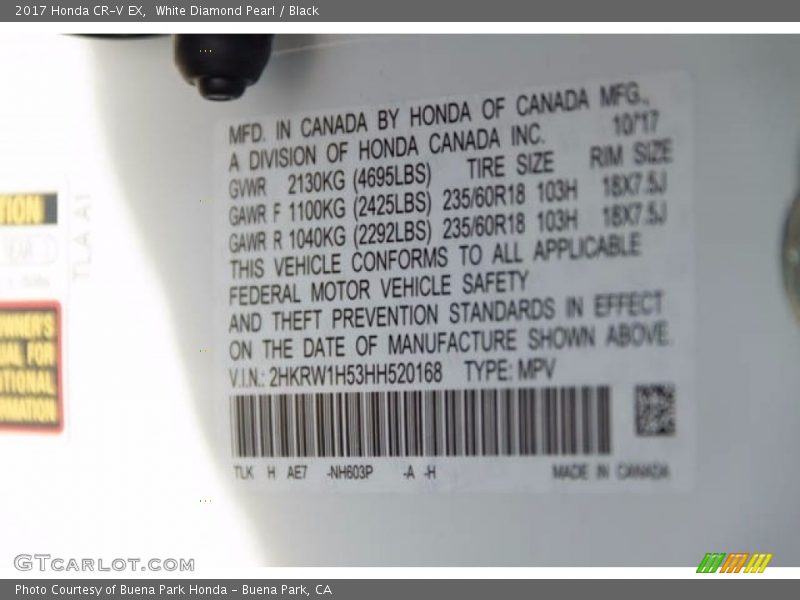 2017 Honda CR-V EX,  White Diamond Pearl / Black
MFD. IN CANADA BY HONDA OF CANADA MFG.,
A DIVISION OF HONDA CANADA INC. 10/17
GVWR 2130KG (4695LBS) TIRE SIZE RIM SIZE
GAWR F 1100KG (2425LBS) 235/60R18 103H 18X7.5J
GAWR R 1040KG (2292LBS) 235/60R18 103H 18X7.5J
THIS VEHICLE CONFORMS TO ALL APPLICABLE
FEDERAL MOTOR VEHICLE SAFETY
AND THEFT PREVENTION STANDARDS IN EFFECT
ON THE DATE OF MANUFACTURE SHOWN ABOVE.
V.I.N.: 2HKRW1H53HH520168 TYPE: MPV
TLK H AE7 -NH603P -A -H MADE IN CANADA
TLA A1
GTCARLOT.COM
Photo Courtesy of Buena Park Honda - Buena Park, CA